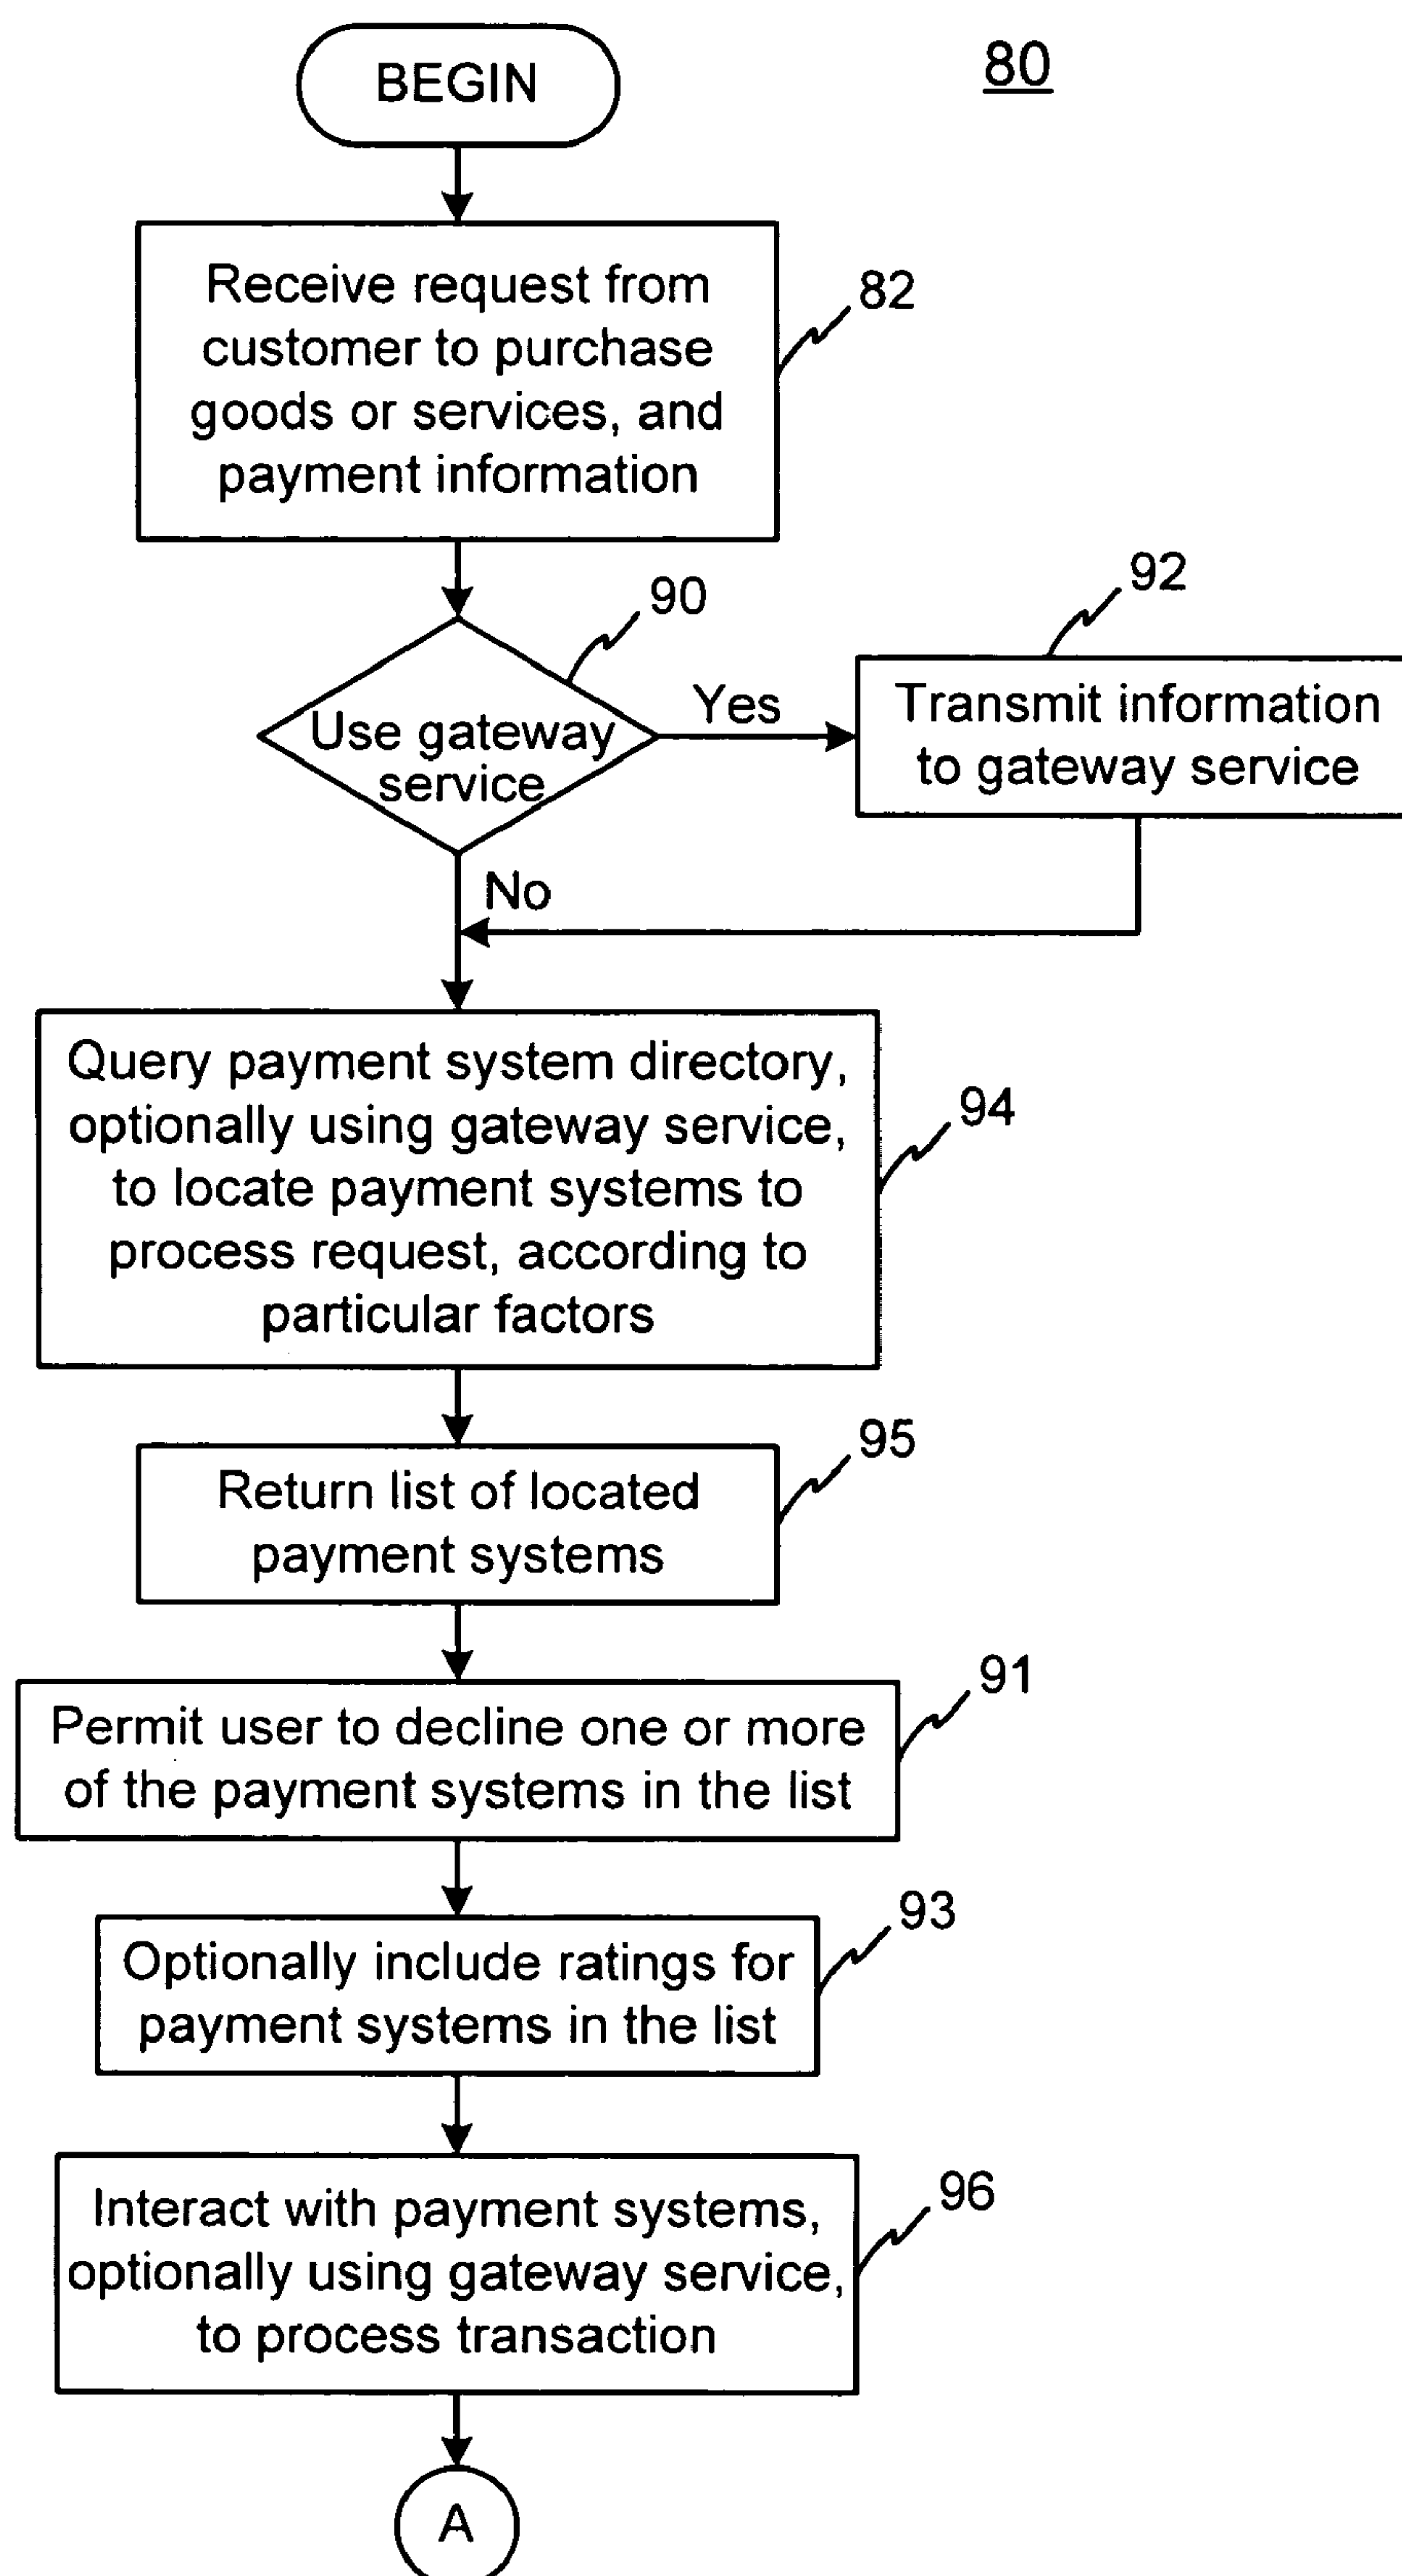 BEGIN
80
Receive request from
customer to purchase
goods or services, and
payment information
82
90
Use gateway
service
Yes
92
Transmit information
to gateway service
No
Query payment system directory,
optionally using gateway service,
to locate payment systems to
process request, according to
particular factors
94
Return list of located
payment systems
95
Permit user to decline one or more
of the payment systems in the list
91
Optionally include ratings for
payment systems in the list
93
Interact with payment systems,
optionally using gateway service,
to process transaction
96
A